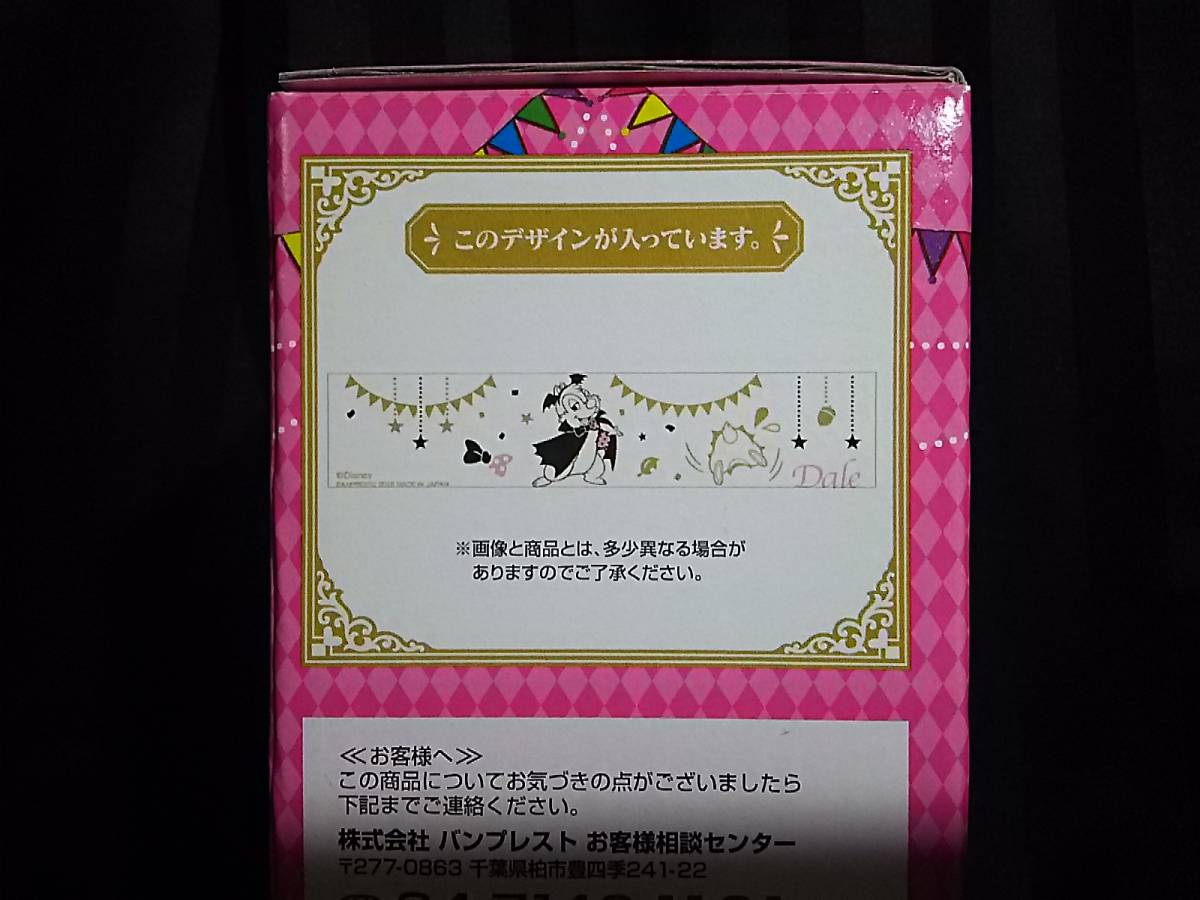 このデザインが入っています。
©Disney
MADE IN JAPAN
Dale
※画像と商品とは、多少異なる場合が
ありますのでご了承ください。
≪お客様へ≫
この商品についてお気づきの点がございましたら
下記までご連絡ください。
株式会社 バンプレスト お客様相談センター
〒277-0863 千葉県柏市豊四季241-22